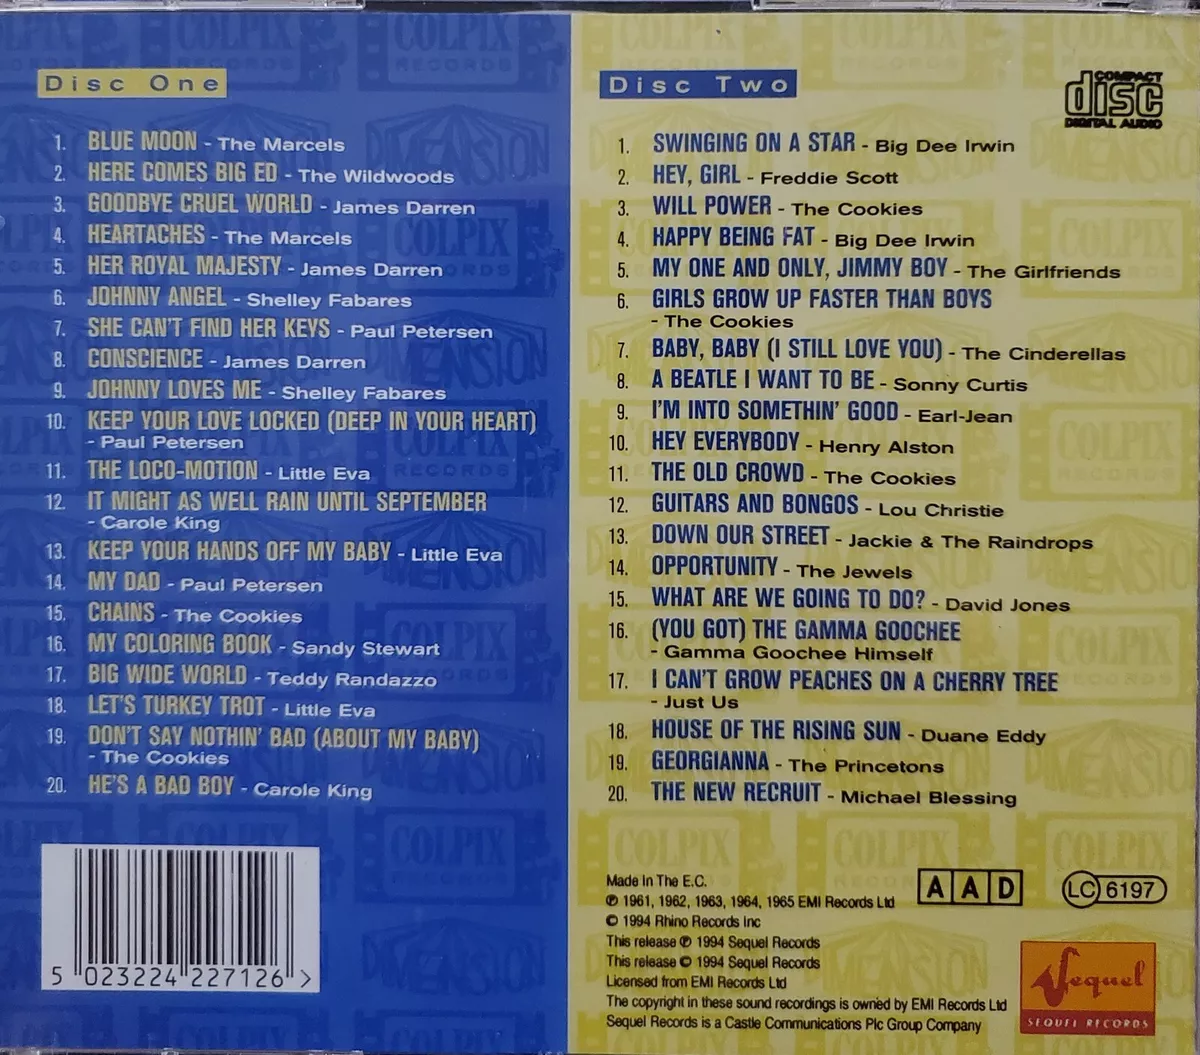 Disc One
1. BLUE MOON - The Marcels
2. HERE COMES BIG ED - The Wildwoods
3. GOODBYE CRUEL WORLD - James Darren
4. HEARTACHES - The Marcels
5. HER ROYAL MAJESTY - James Darren
6. JOHNNY ANGEL - Shelley Fabares
7. SHE CAN'T FIND HER KEYS - Paul Petersen
8. CONSCIENCE - James Darren
9. JOHNNY LOVES ME - Shelley Fabares
10. KEEP YOUR LOVE LOCKED (DEEP IN YOUR HEART)
- Paul Petersen
11. THE LOCO-MOTION - Little Eva
12. IT MIGHT AS WELL RAIN UNTIL SEPTEMBER
- Carole King
13. KEEP YOUR HANDS OFF MY BABY - Little Eva
14. MY DAD - Paul Petersen
15. CHAINS - The Cookies
16. MY COLORING BOOK - Sandy Stewart
17. BIG WIDE WORLD - Teddy Randazzo
18. LET'S TURKEY TROT - Little Eva
19. DON'T SAY NOTHIN' BAD (ABOUT MY BABY)
- The Cookies
20. HE'S A BAD BOY - Carole King
5 023224 227126 >
Disc Two
COMPACT
disc
DIGITAL AUDIO
1. SWINGING ON A STAR - Big Dee Irwin
2. HEY, GIRL - Freddie Scott
3. WILL POWER - The Cookies
4. HAPPY BEING FAT - Big Dee Irwin
5. MY ONE AND ONLY, JIMMY BOY - The Girlfriends
6. GIRLS GROW UP FASTER THAN BOYS
- The Cookies
7. BABY, BABY (I STILL LOVE YOU) - The Cinderellas
8. A BEATLE I WANT TO BE - Sonny Curtis
9. I'M INTO SOMETHIN' GOOD - Earl-Jean
10. HEY EVERYBODY - Henry Alston
11. THE OLD CROWD - The Cookies
12. GUITARS AND BONGOS - Lou Christie
13. DOWN OUR STREET - Jackie & The Raindrops
14. OPPORTUNITY - The Jewels
15. WHAT ARE WE GOING TO DO? - David Jones
16. (YOU GOT) THE GAMMA GOOCHEE
- Gamma Goochee Himself
17. I CAN'T GROW PEACHES ON A CHERRY TREE
- Just Us
18. HOUSE OF THE RISING SUN - Duane Eddy
19. GEORGIANNA - The Princetons
20. THE NEW RECRUIT - Michael Blessing
Made In The E.C.
℗ 1961, 1962, 1963, 1964, 1965 EMI Records Ltd
© 1994 Rhino Records Inc
This release ℗ 1994 Sequel Records
This release © 1994 Sequel Records
Licensed from EMI Records Ltd
The copyright in these sound recordings is owned by EMI Records Ltd
Sequel Records is a Castle Communications Plc Group Company
AAD
LC 6197
Sequel
SEQUEL RECORDS
COLPIX
RECORDS
DIMENSION